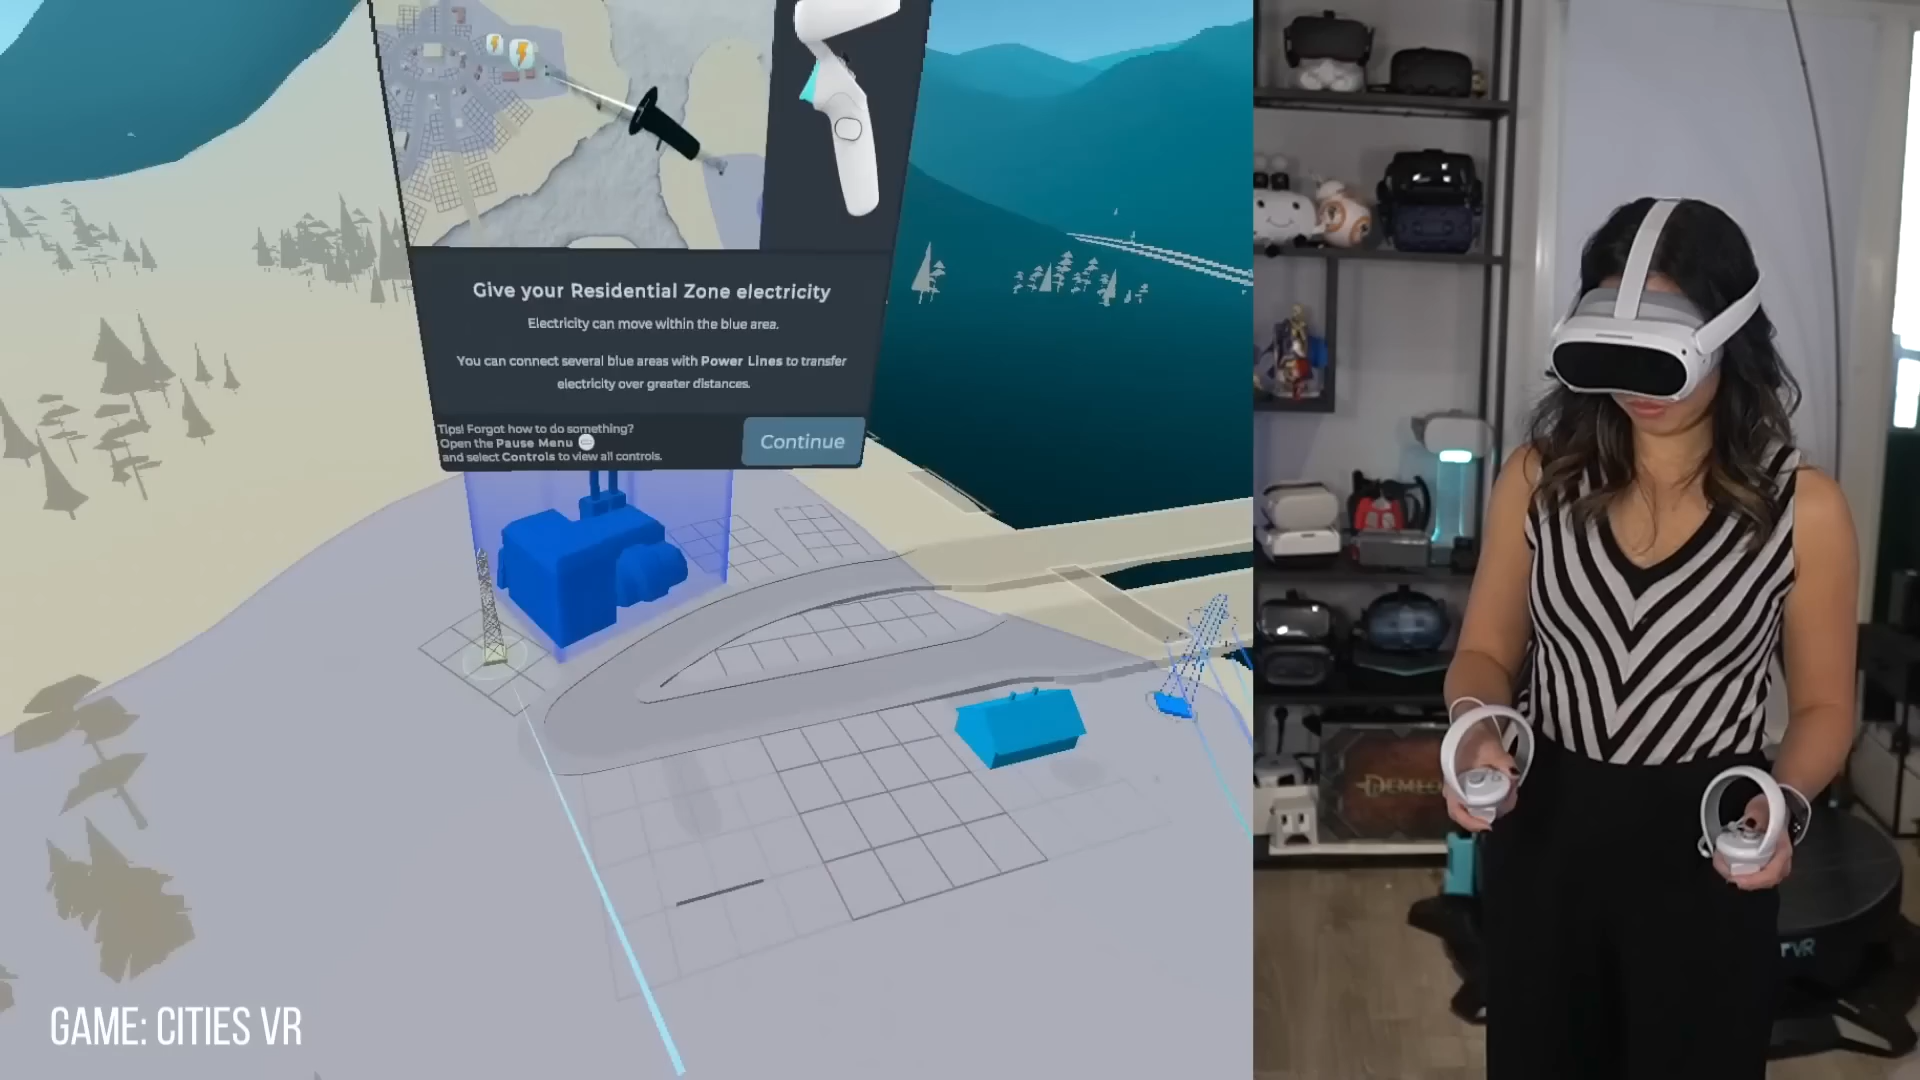 Give your Residential Zone electricity
Electricity can move within the blue area.
You can connect several blue areas with Power Lines to transfer
electricity over greater distances.
Tips! Forgot how to do something?
Open the Pause Menu
and select Controls to view all controls.
Continue
GAME: CITIES VR
VR